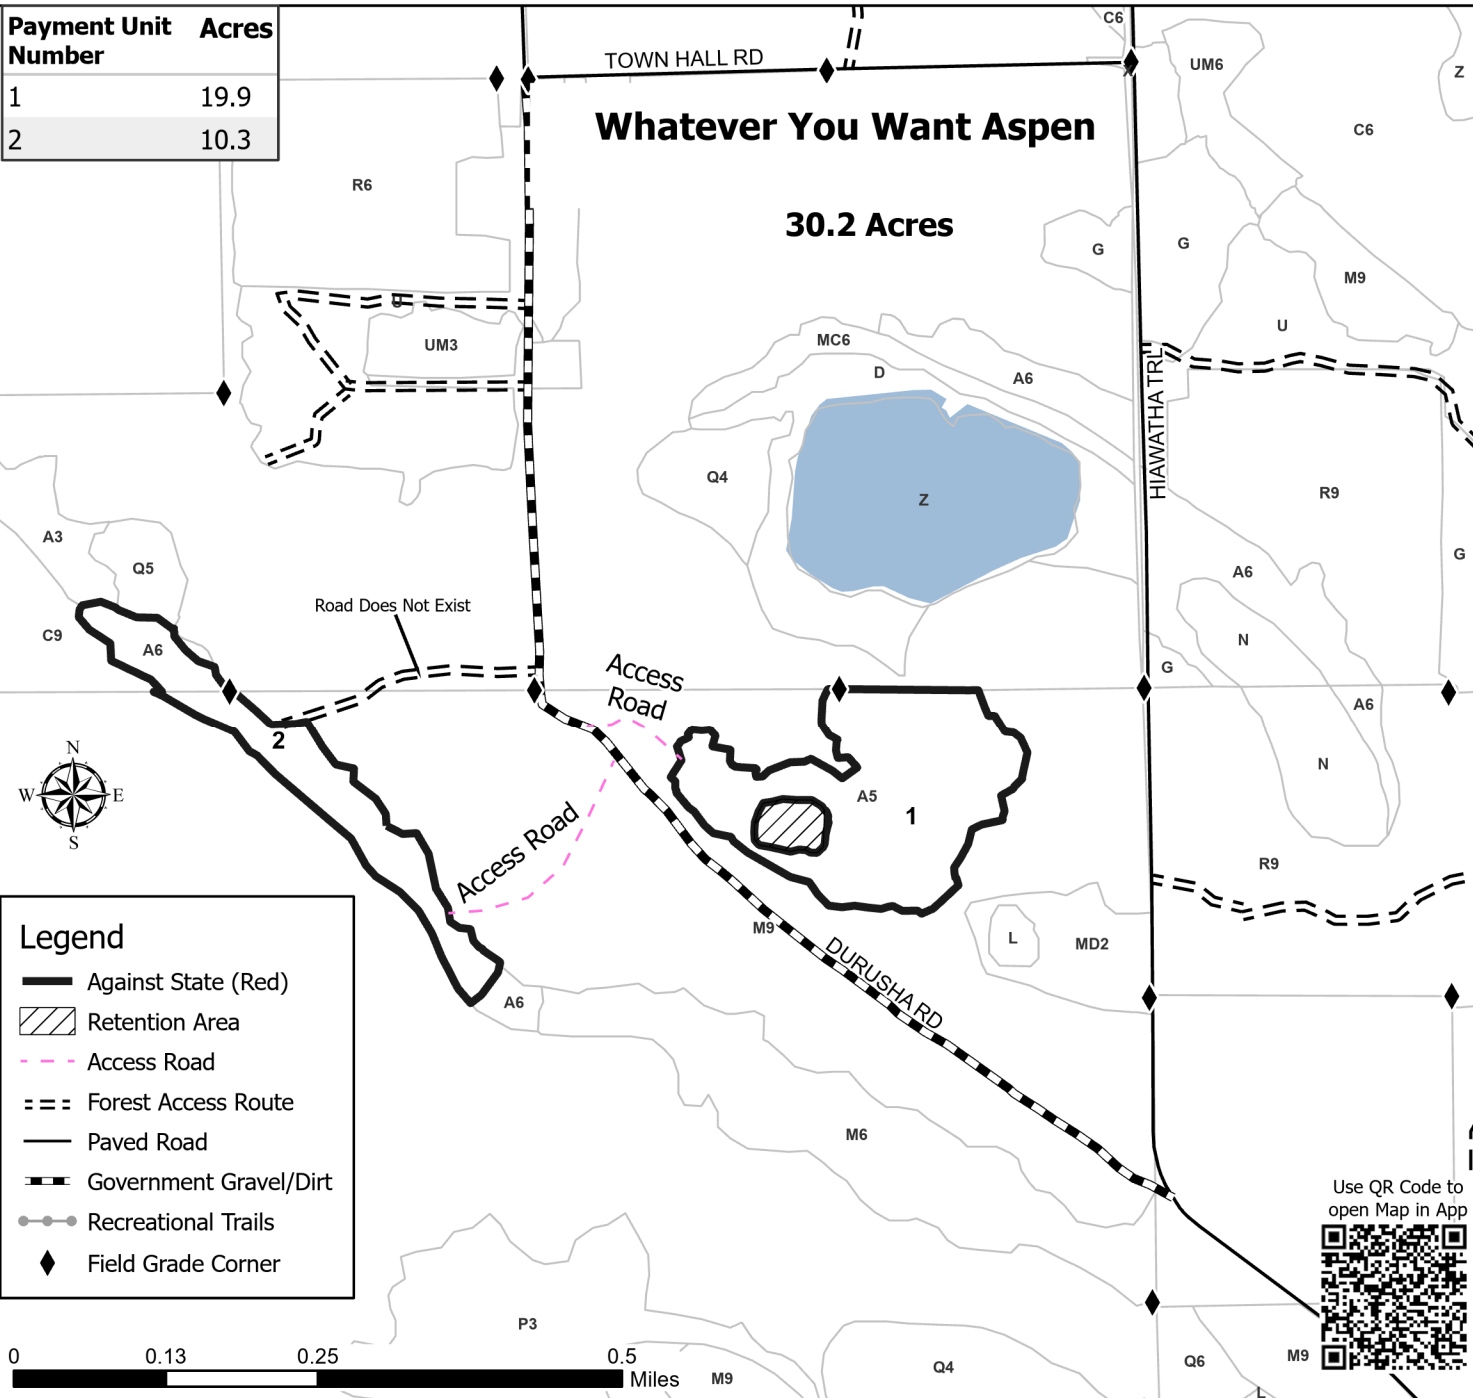 Payment Unit Number Acres
1 19.9
2 10.3
TOWN HALL RD
Whatever You Want Aspen
30.2 Acres
C6
UM6
Z
C6
R6
G
G
M9
U
U
UM3
MC6
D
A6
HIAWATHA TRL
Q4
Z
R9
A3
Q5
G
A6
Road Does Not Exist
C9
A6
N
G
Access
Road
A6
2
N
W
E
S
N
A5
1
Access Road
R9
M9
DURUSHA RD
L
MD2
A6
Legend
Against State (Red)
Retention Area
Access Road
Forest Access Route
Paved Road
Government Gravel/Dirt
Recreational Trails
Field Grade Corner
M6
Use QR Code to
open Map in App
P3
0 0.13 0.25 0.5
Miles
M9
Q4
Q6
M9
L